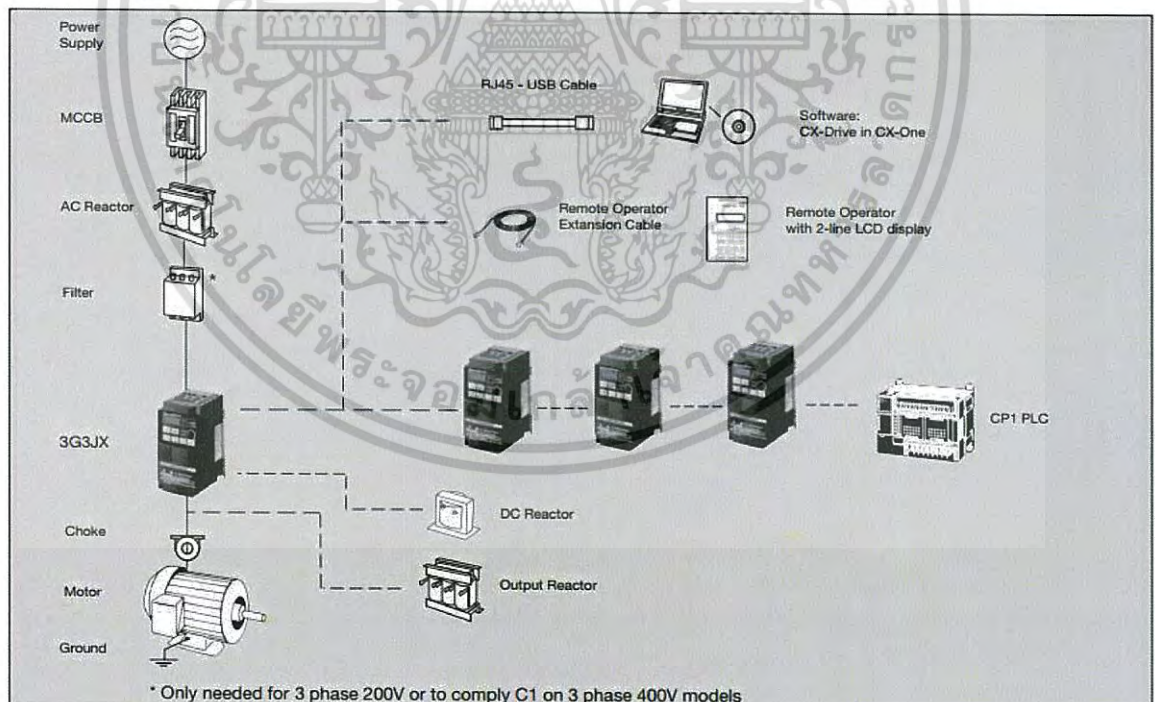 Power
Supply
MCCB
AC Reactor
Filter
*
3G3JX
Choke
Motor
Ground
RJ45 - USB Cable
Software:
CX-Drive in CX-One
Remote Operator
Extension Cable
Remote Operator
with 2-line LCD display
CP1 PLC
DC Reactor
Output Reactor
* Only needed for 3 phase 200V or to comply C1 on 3 phase 400V models